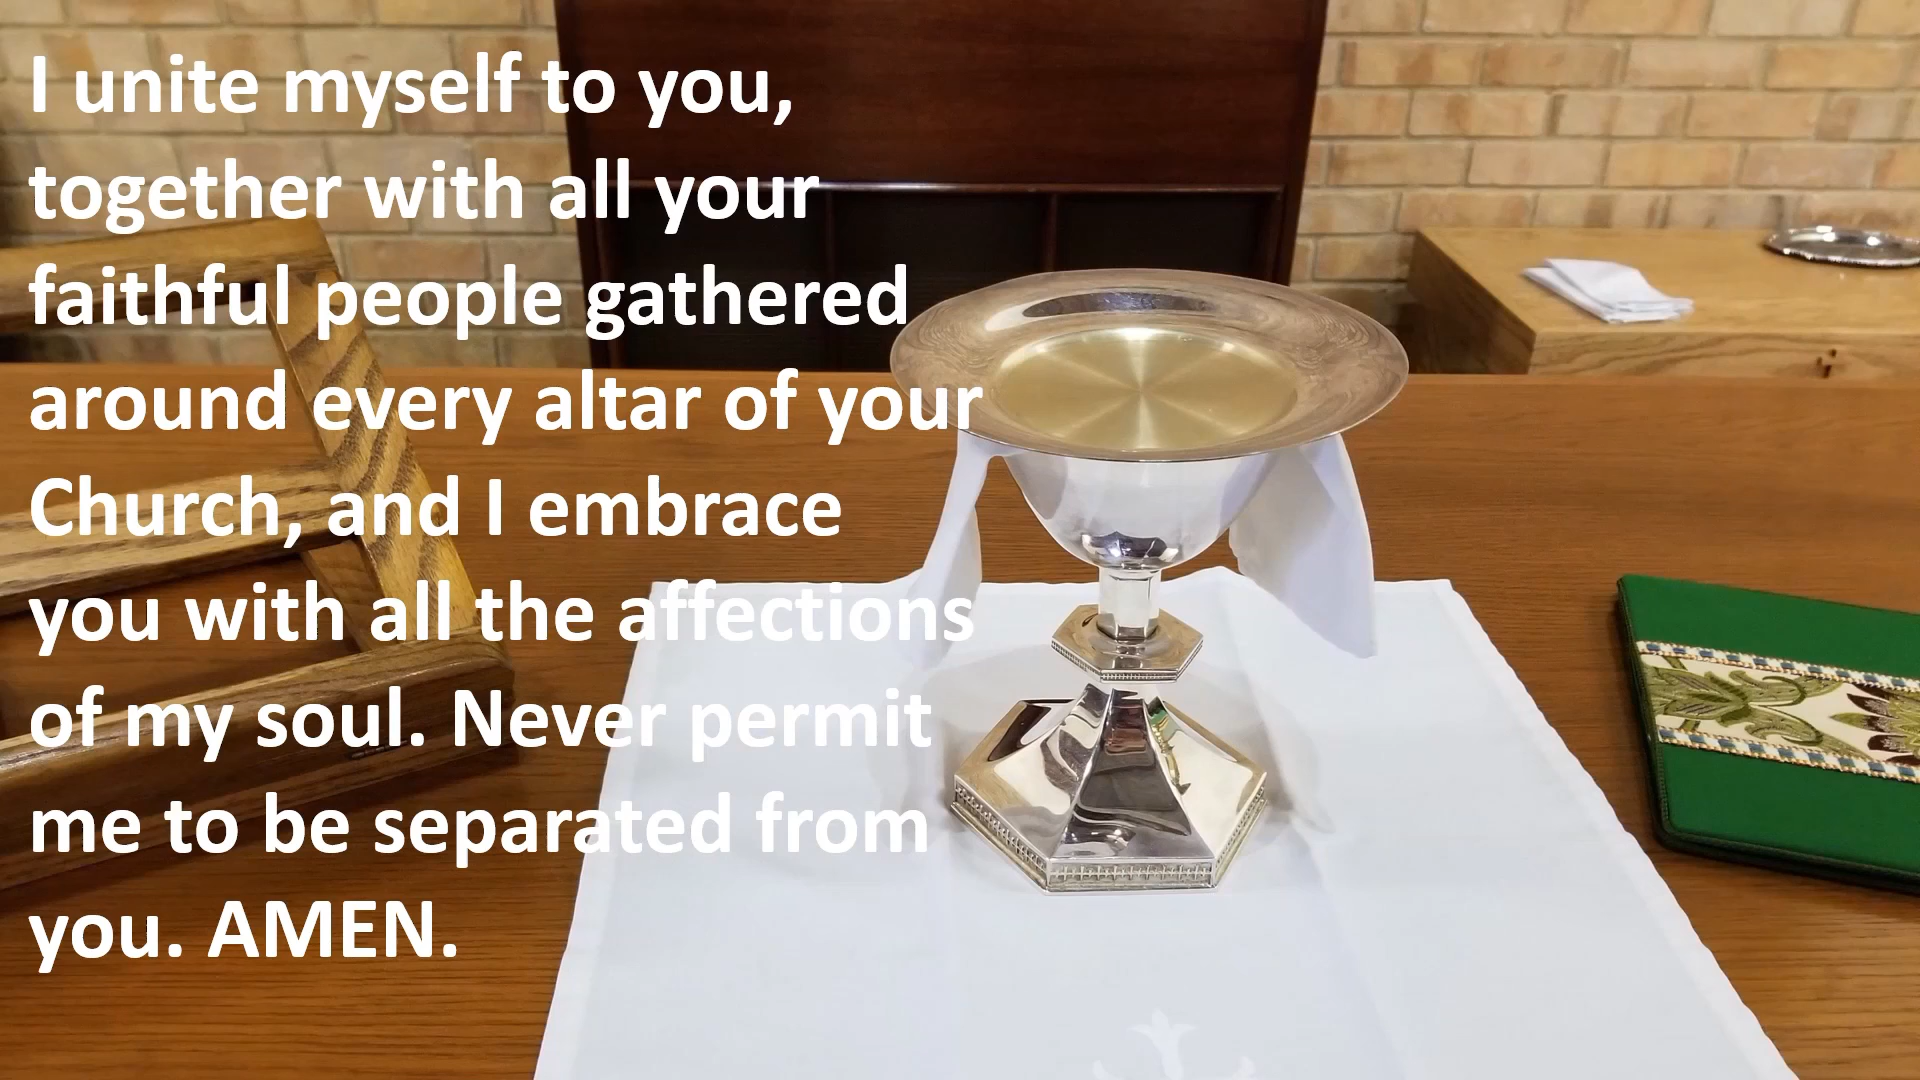 I unite myself to you,
together with all your
faithful people gathered
around every altar of your
Church, and I embrace
you with all the affections
of my soul. Never permit
me to be separated from
you. AMEN.